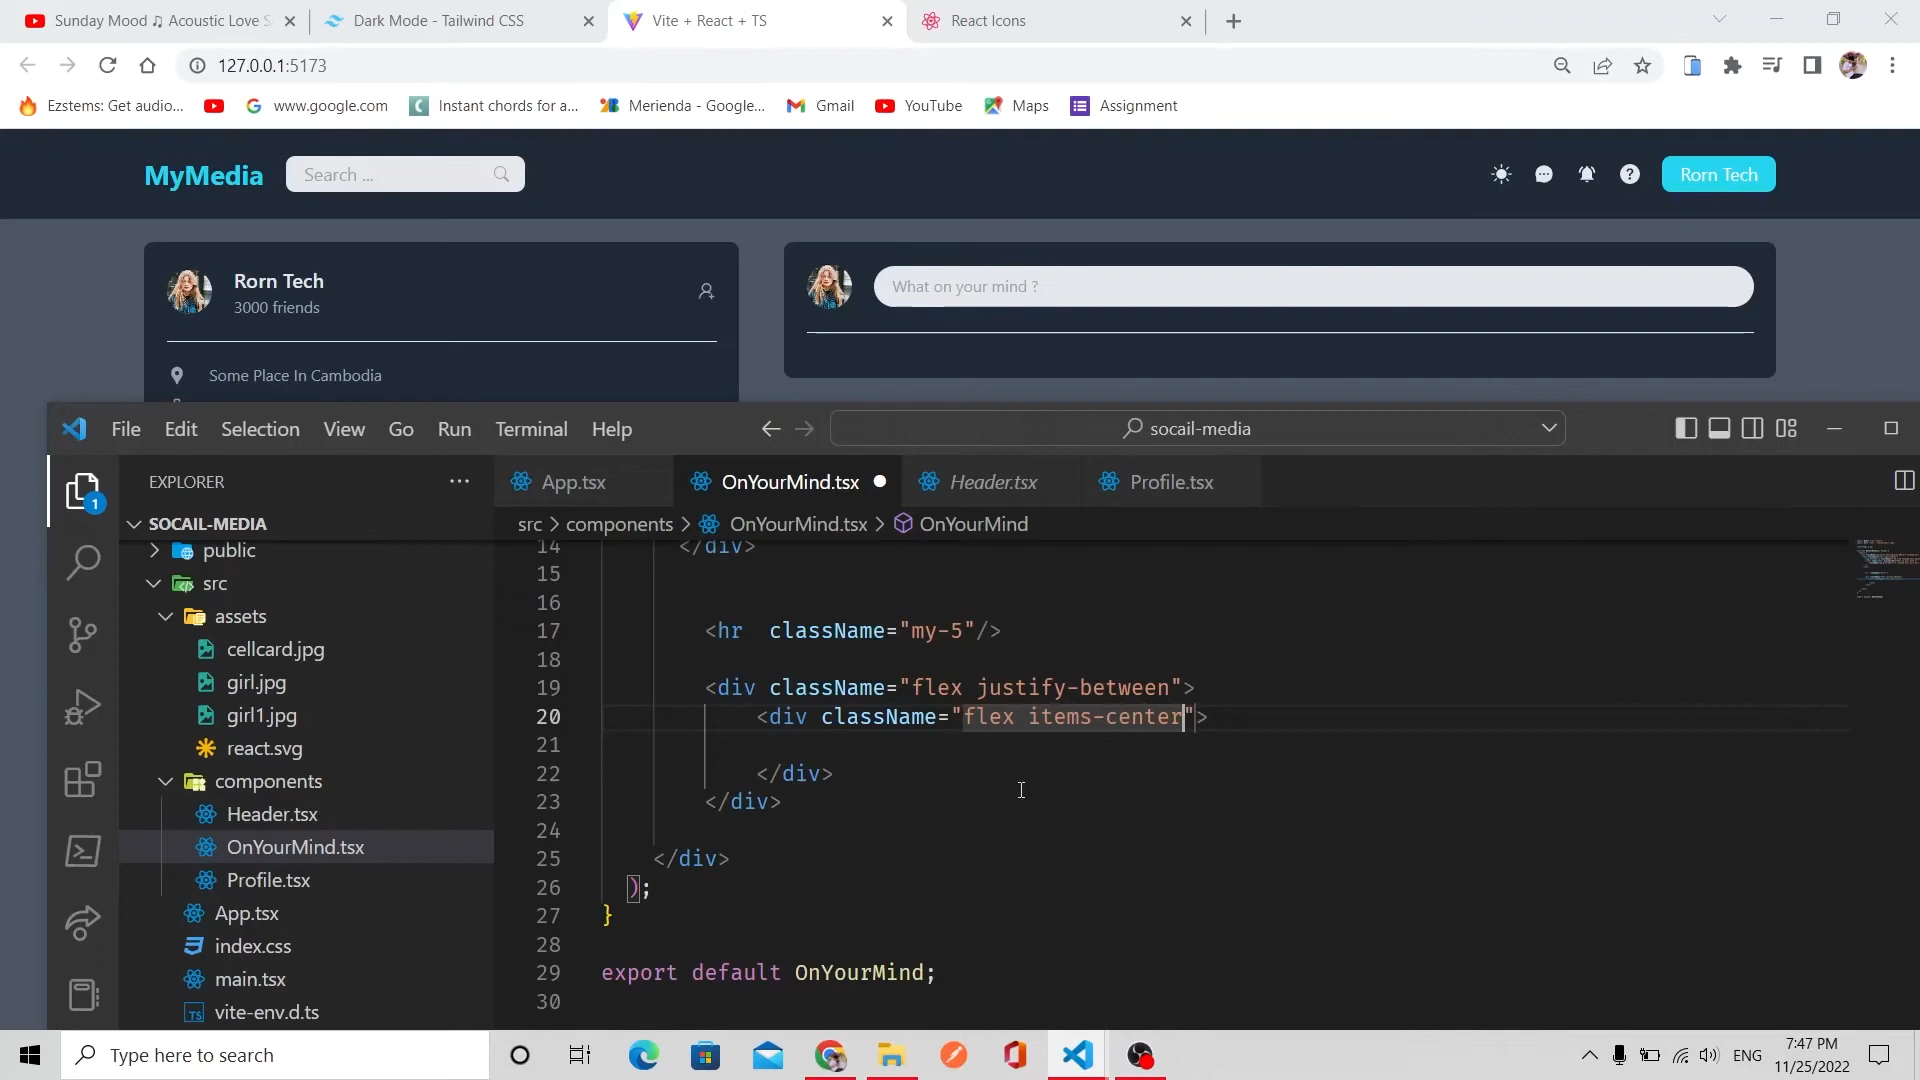 Sunday Mood ♫ Acoustic Love S
Dark Mode - Tailwind CSS
Vite + React + TS
React Icons
127.0.0.1:5173
Ezstems: Get audio...
www.google.com
Instant chords for a...
Merienda - Google...
Gmail
YouTube
Maps
Assignment
MyMedia
Search ...
Rorn Tech
Rorn Tech
3000 friends
What on your mind ?
Some Place In Cambodia
File Edit Selection View Go Run Terminal Help
socail-media
EXPLORER
App.tsx
OnYourMind.tsx
Header.tsx
Profile.tsx
SOCAIL-MEDIA
src > components > OnYourMind.tsx > OnYourMind
public
src
assets
cellcard.jpg
girl.jpg
girl1.jpg
react.svg
components
Header.tsx
OnYourMind.tsx
Profile.tsx
App.tsx
index.css
main.tsx
TS vite-env.d.ts
1
14 </div>
15
16
17 <hr  className="my-5"/>
18
19 <div className="flex justify-between">
20 <div className="flex items-center">
21
22 </div>
23 </div>
24
25 </div>
26 );
27 }
28
29 export default OnYourMind;
30
Type here to search
ENG
7:47 PM
11/25/2022